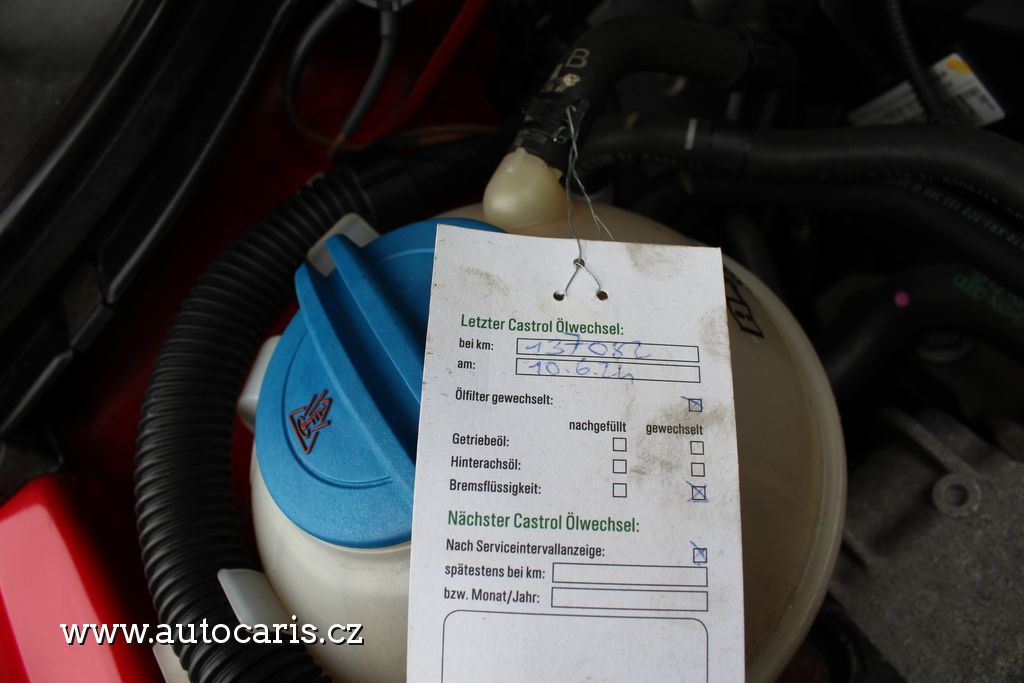 B
Letzter Castrol Ölwechsel:
bei km: 137082
am: 10.6.24
Ölfilter gewechselt:
nachgefüllt gewechselt
Getriebeöl:
Hinterachsöl:
Bremsflüssigkeit:
Nächster Castrol Ölwechsel:
Nach Serviceintervallanzeige:
spätestens bei km:
bzw. Monat/Jahr:
www.autocaris.cz